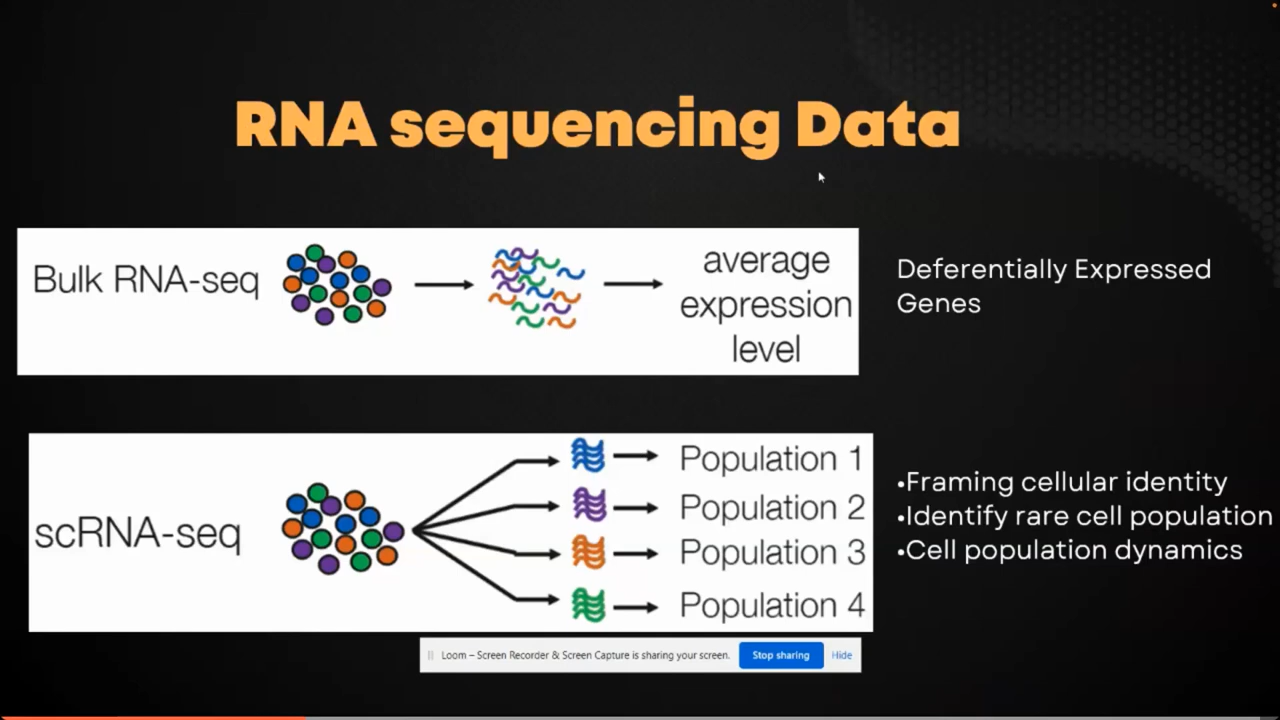 RNA sequencing Data
Bulk RNA-seq
average
expression
level
Deferentially Expressed
Genes
scRNA-seq
Population 1
Population 2
Population 3
Population 4
•Framing cellular identity
•Identify rare cell population
•Cell population dynamics
Loom – Screen Recorder & Screen Capture is sharing your screen.
Stop sharing
Hide